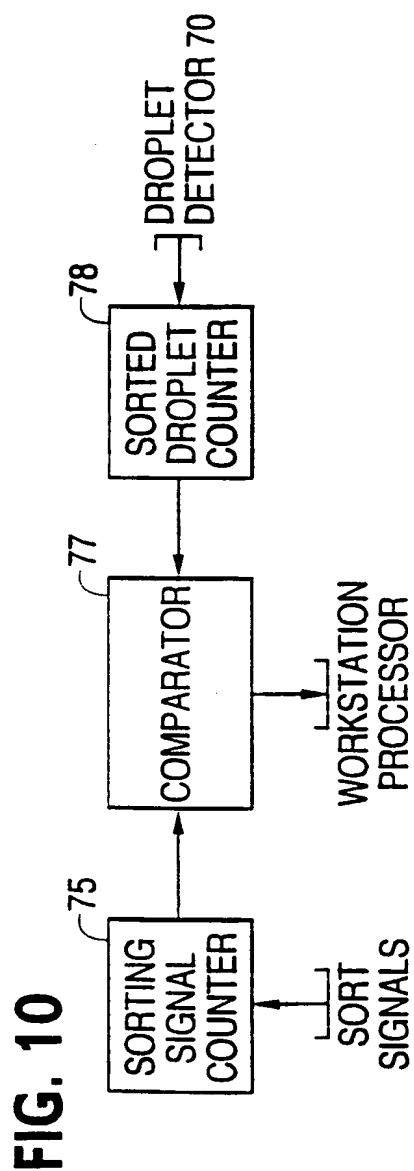 FIG. 10
75
SORTING
SIGNAL
COUNTER
SORT
SIGNALS
77
COMPARATOR
WORKSTATION
PROCESSOR
78
SORTED
DROPLET
COUNTER
DROPLET
DETECTOR 70